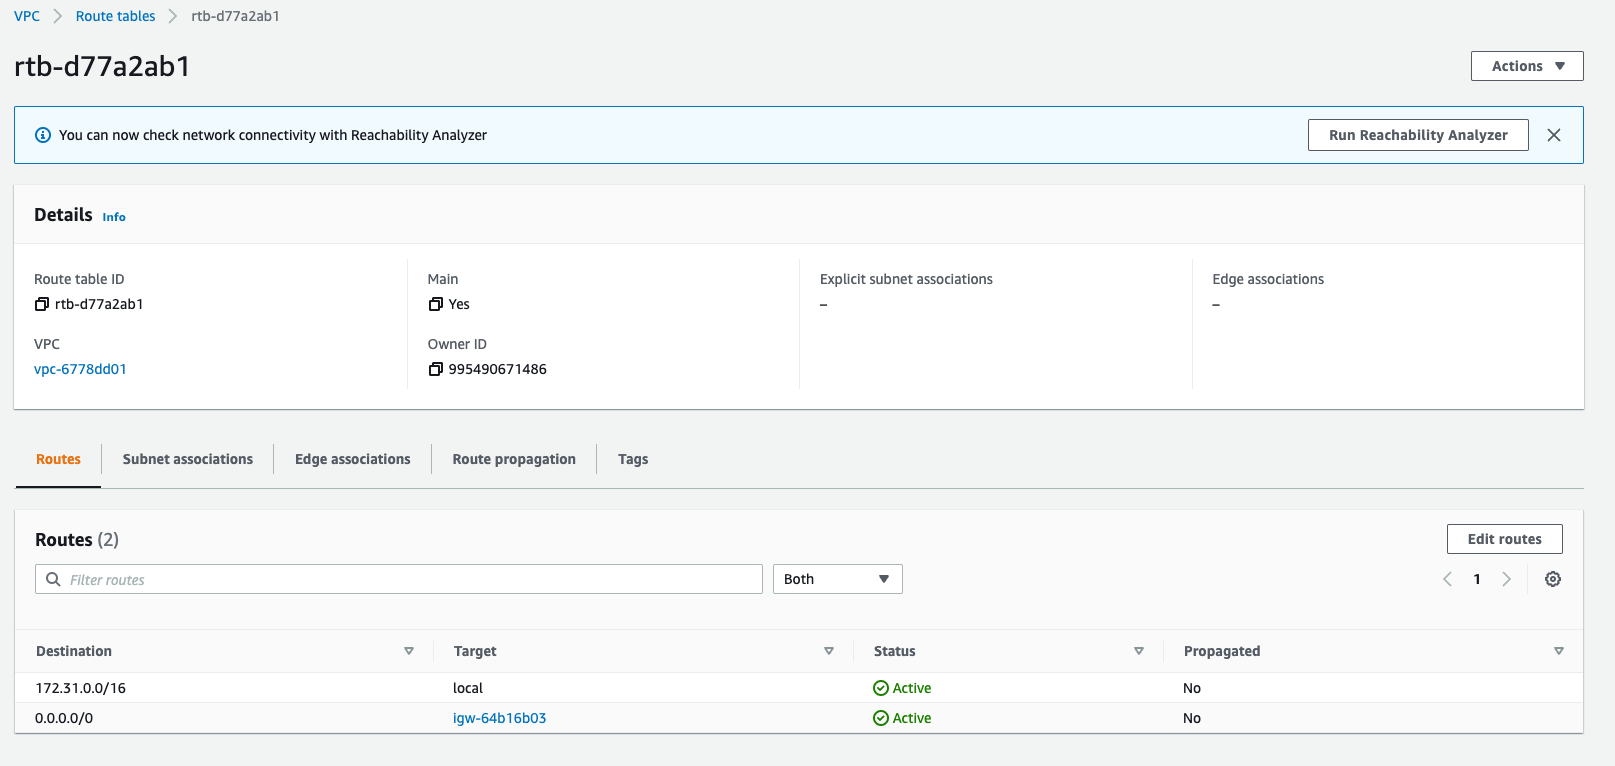 VPC > Route tables > rtb-d77a2ab1
rtb-d77a2ab1
Actions
You can now check network connectivity with Reachability Analyzer
Run Reachability Analyzer
Details Info
Route table ID
rtb-d77a2ab1
VPC
vpc-6778dd01
Main
Yes
Owner ID
995490671486
Explicit subnet associations
–
Edge associations
–
Routes Subnet associations Edge associations Route propagation Tags
Routes (2)
Edit routes
Filter routes Both 1
Destination Target Status Propagated
172.31.0.0/16 local Active No
0.0.0.0/0 igw-64b16b03 Active No